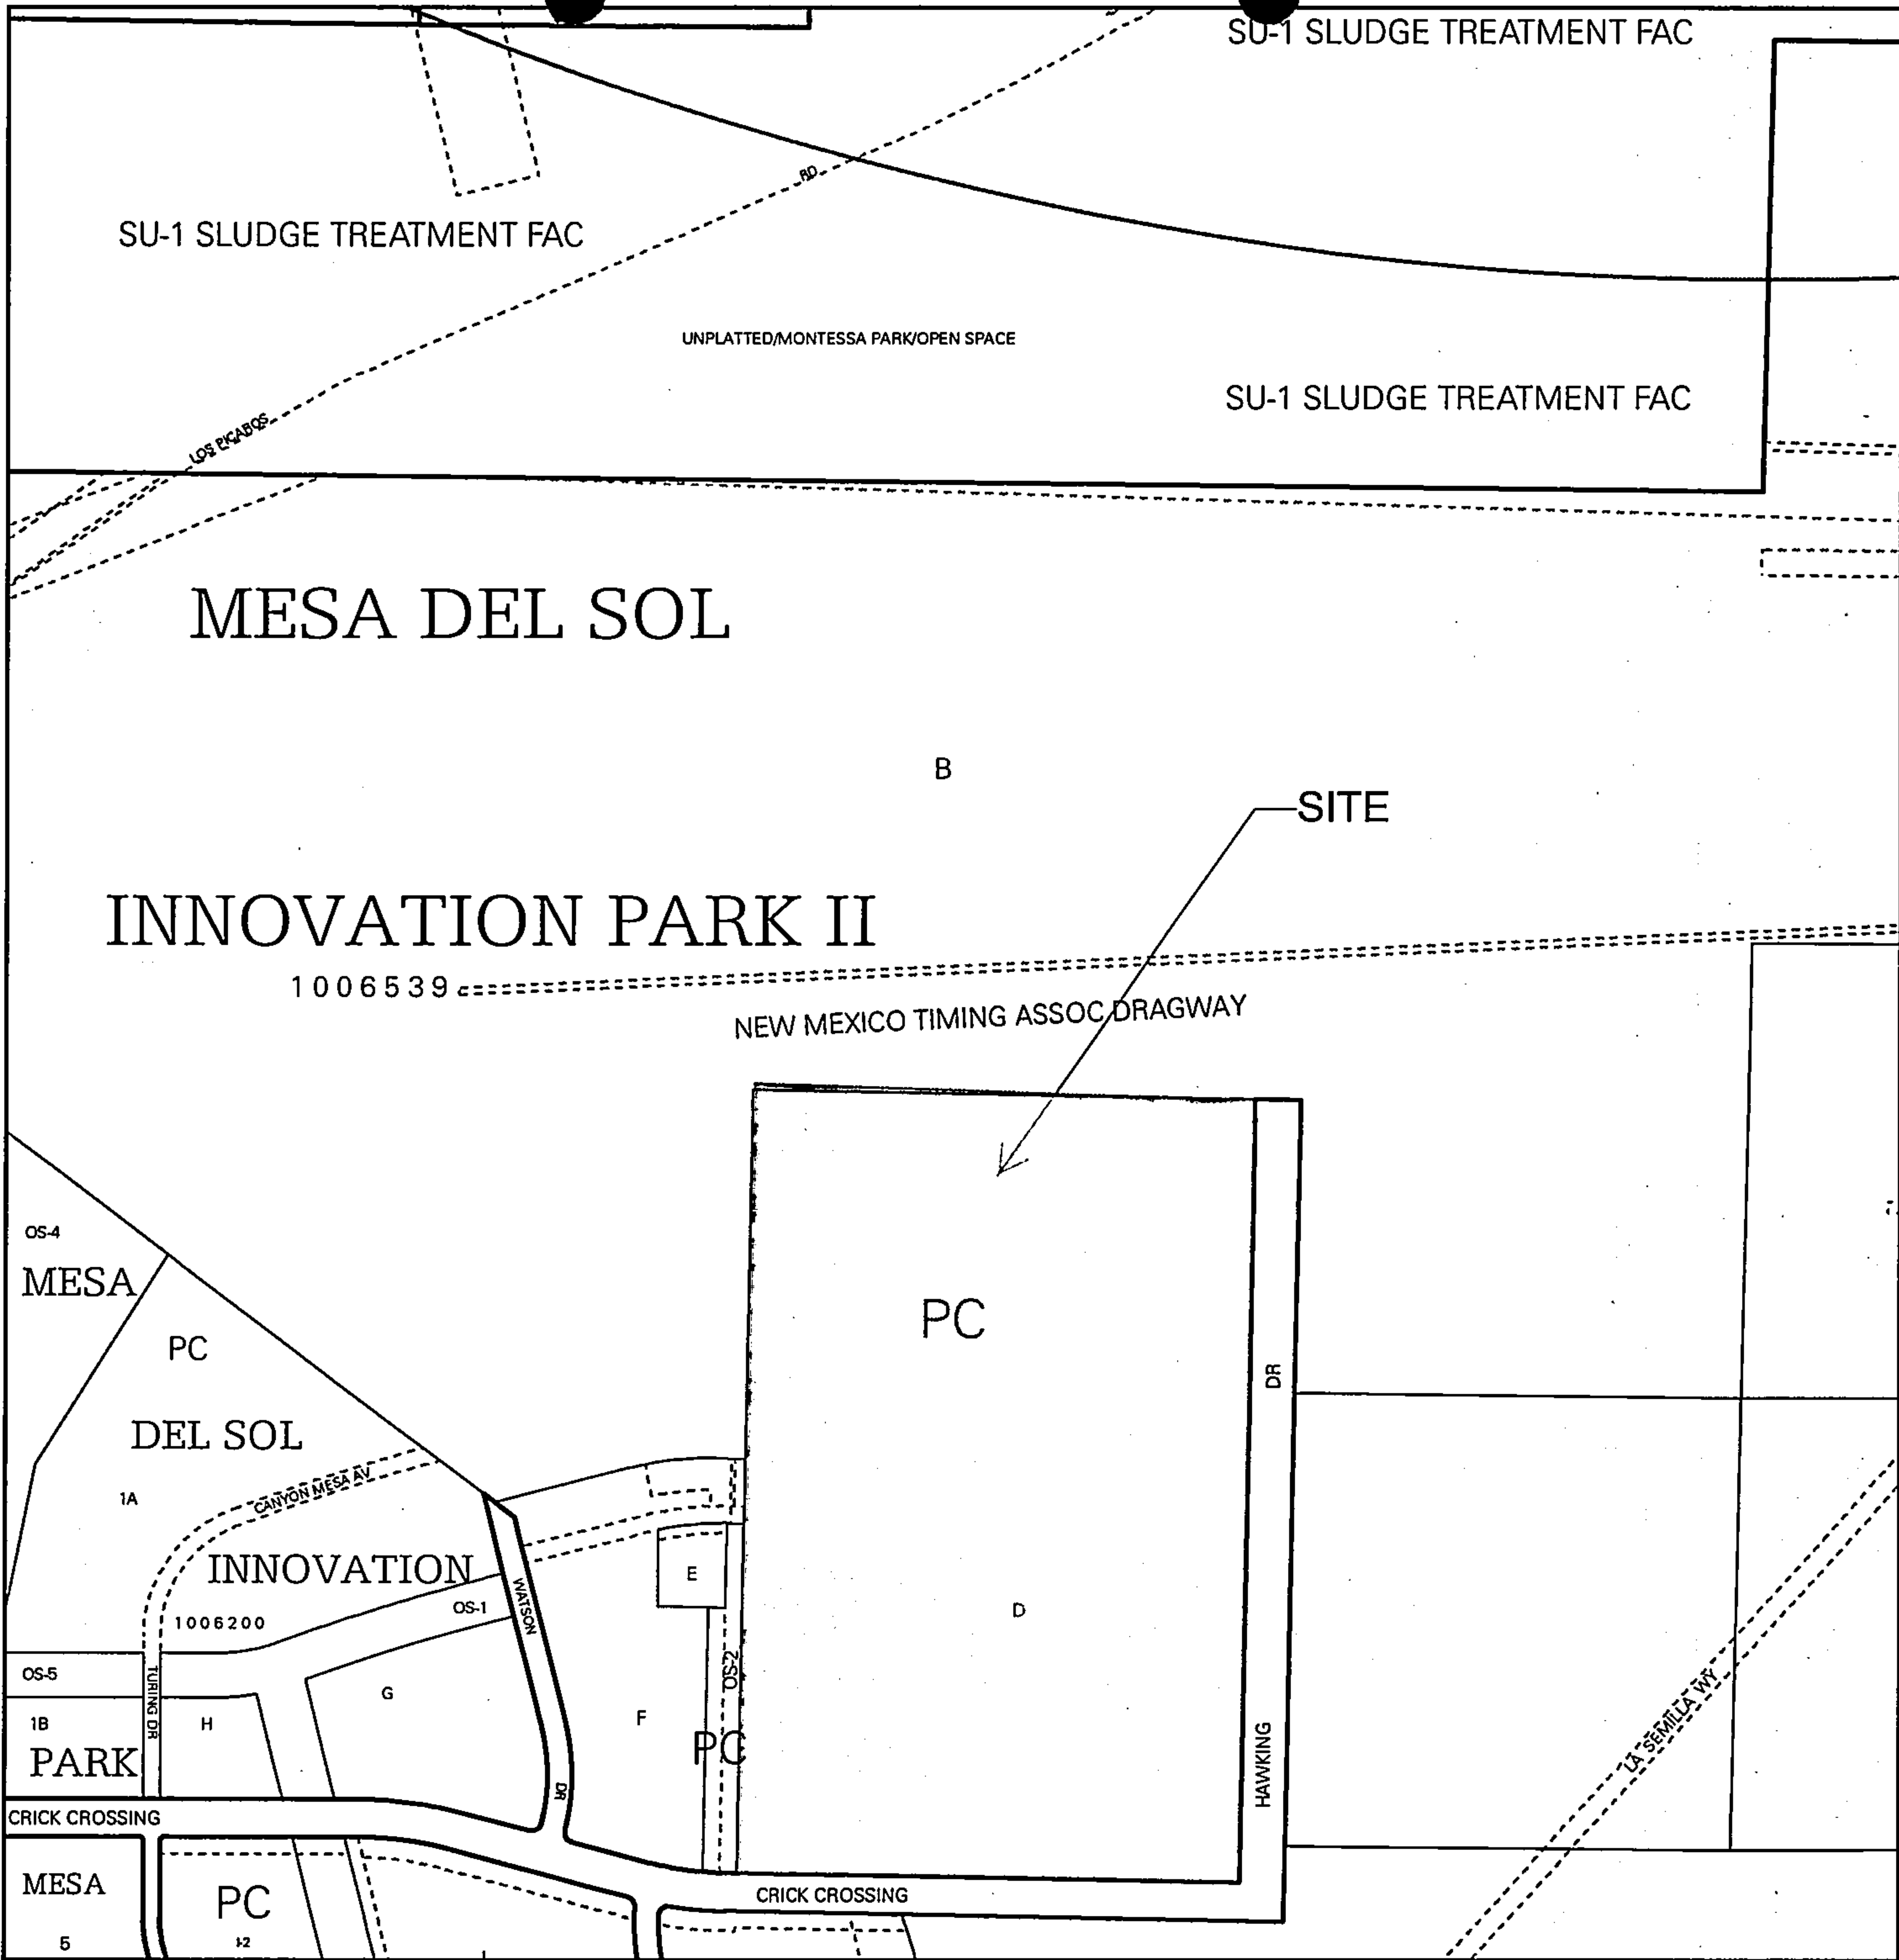 SU-1 SLUDGE TREATMENT FAC
RD
SU-1 SLUDGE TREATMENT FAC
UNPLATTED/MONTESSA PARK/OPEN SPACE
SU-1 SLUDGE TREATMENT FAC
LOS PICAROS
MESA DEL SOL
B
SITE
INNOVATION PARK II
1006539
NEW MEXICO TIMING ASSOC DRAGWAY
OS-4
MESA
PC
PC
DR
DEL SOL
CANYON MESA AV
1A
INNOVATION
E
WATSON
OS-1
D
1006200
OS-2
OS-5
TURING DR
G
F
1B
H
PC
LA SEMILLA WY
HAWKING
PARK
DR
CRICK CROSSING
MESA
PC
CRICK CROSSING
5